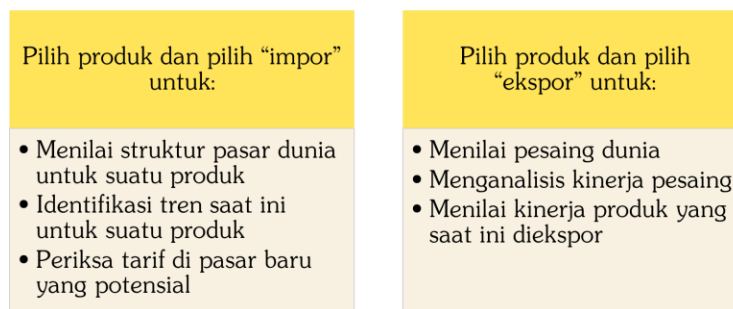 Pilih produk dan pilih “impor”
untuk:
• Menilai struktur pasar dunia
untuk suatu produk
• Identifikasi tren saat ini
untuk suatu produk
• Periksa tarif di pasar baru
yang potensial
Pilih produk dan pilih
“ekspor” untuk:
• Menilai pesaing dunia
• Menganalisis kinerja pesaing
• Menilai kinerja produk yang
saat ini diekspor